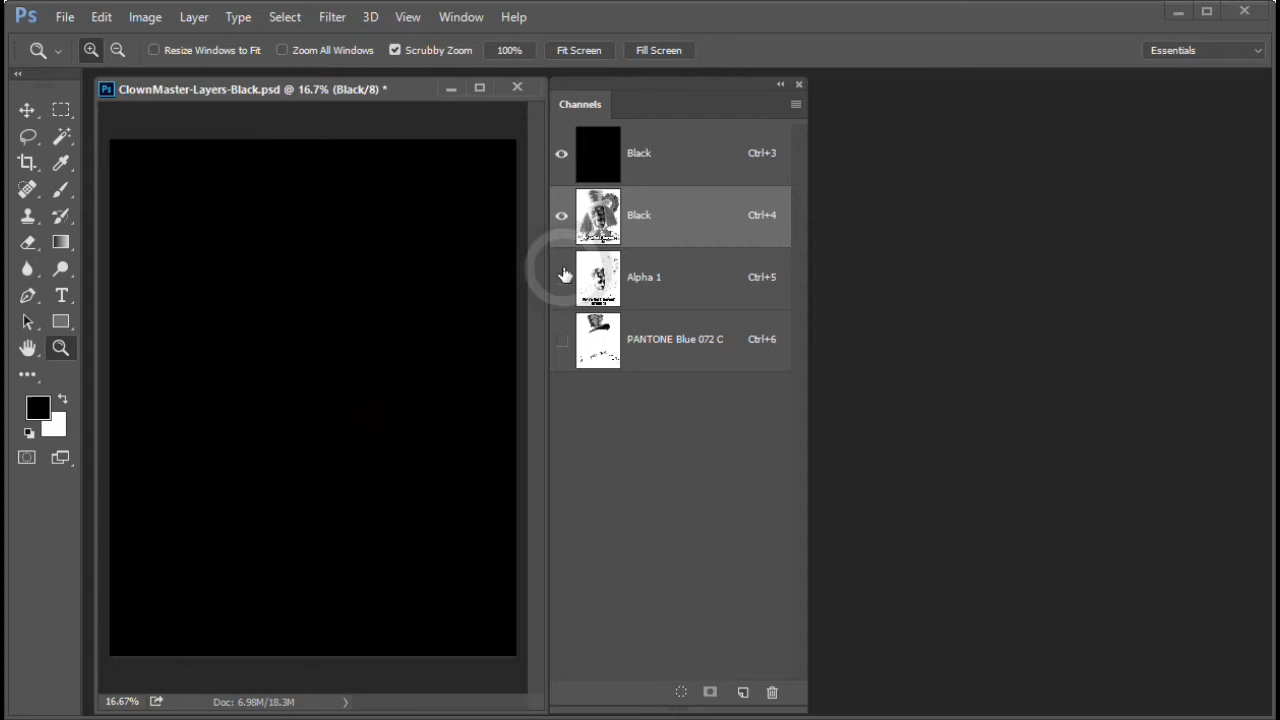 Ps File Edit Image Layer Type Select Filter 3D View Window Help
Resize Windows to Fit Zoom All Windows Scrubby Zoom 100% Fit Screen Fill Screen Essentials
Ps ClownMaster-Layers-Black.psd @ 16.7% (Black/8) *
Channels
Black Ctrl+3
Black Ctrl+4
Alpha 1 Ctrl+5
PANTONE Blue 072 C Ctrl+6
16.67% Doc: 6.98M/18.3M